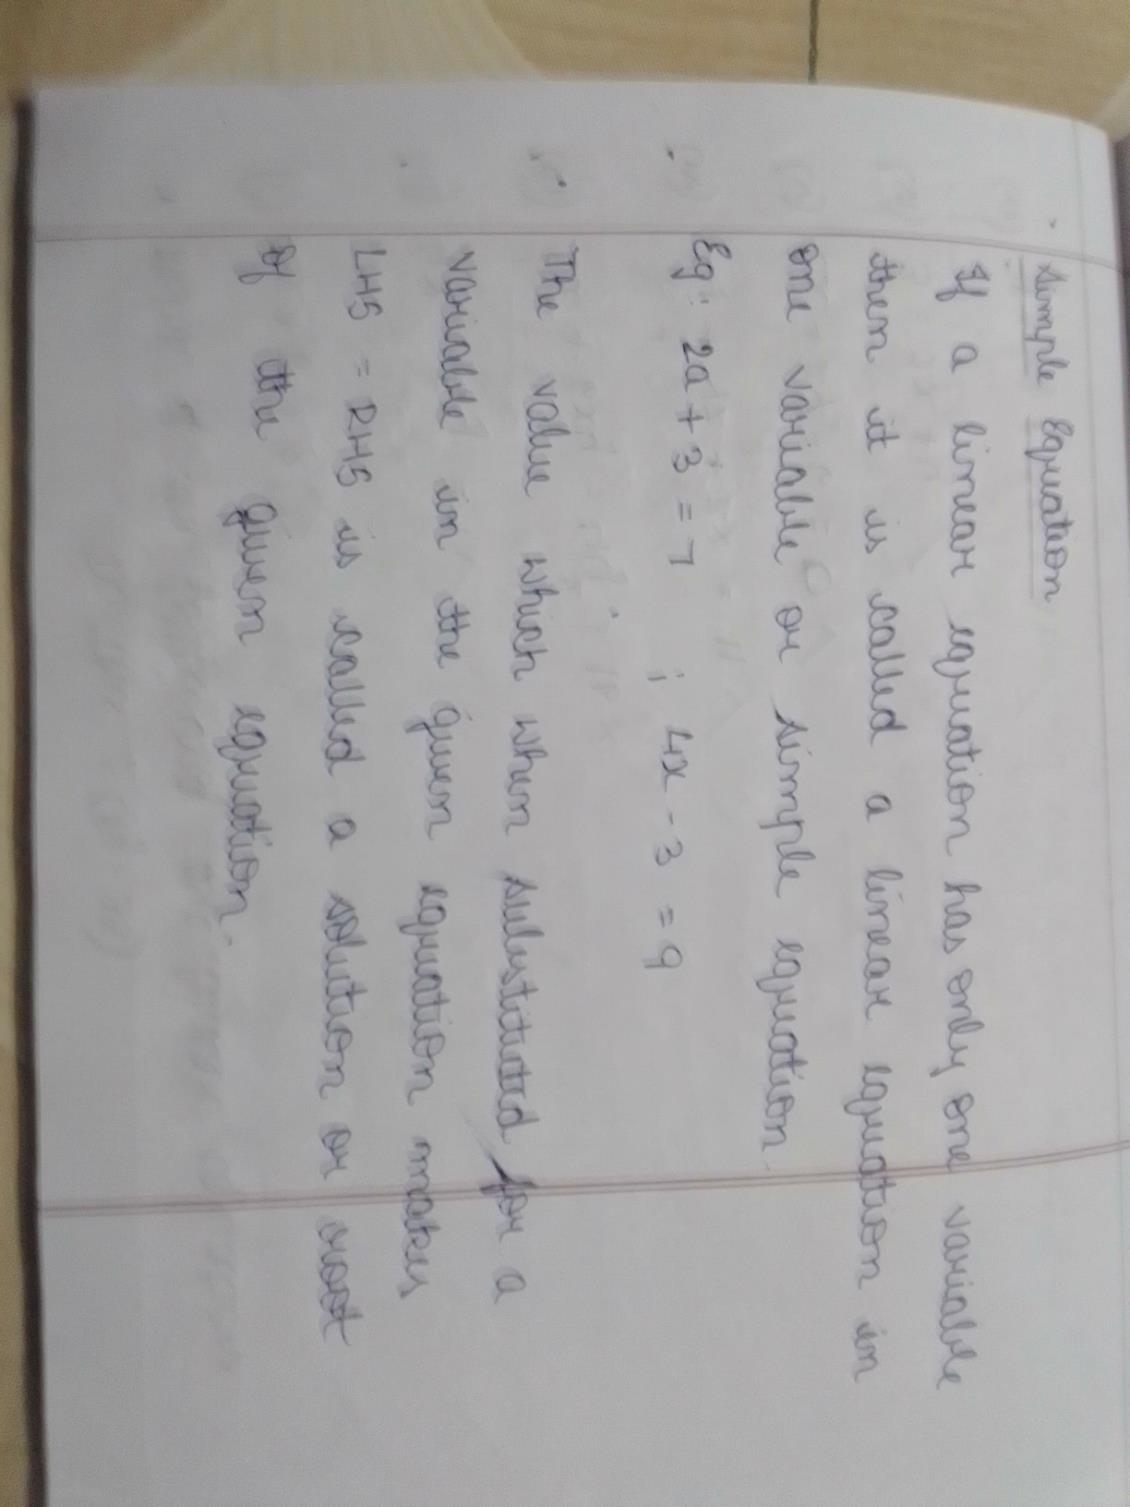 Simple Equation
If a linear equation has only one variable
then it is called a linear equation in
one variable or simple equation
Eg: 2a + 3 = 7 ; 4x - 3 = 9
The value which when substituted for a
variable in the given equation makes
LHS = RHS is called a solution or root
of the given equation.